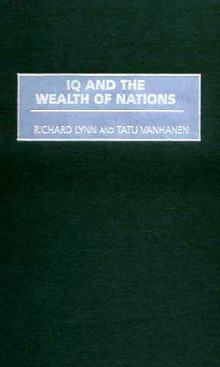 IQ AND THE
WEALTH OF NATIONS
RICHARD LYNN AND TATU VANHANEN